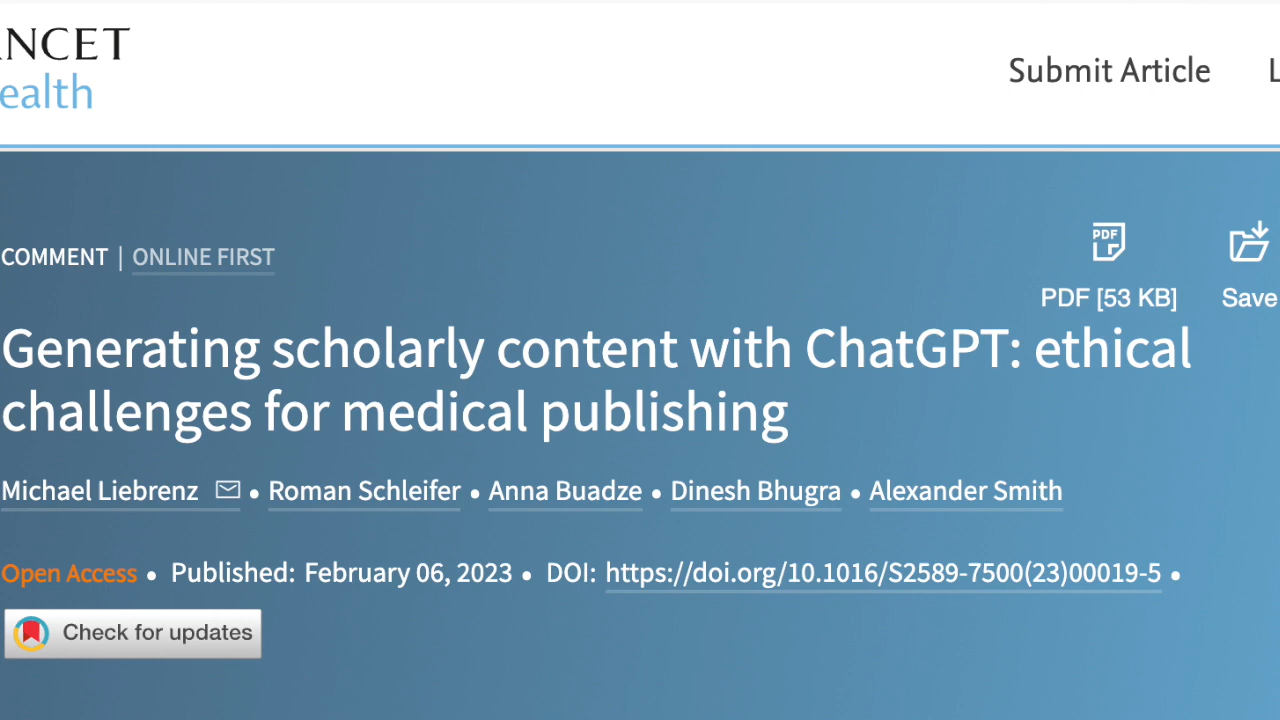 NCET
ealth
Submit Article
COMMENT | ONLINE FIRST
PDF
PDF [53 KB]
Save
Generating scholarly content with ChatGPT: ethical
challenges for medical publishing
Michael Liebrenz • Roman Schleifer • Anna Buadze • Dinesh Bhugra • Alexander Smith
Open Access • Published: February 06, 2023 • DOI: https://doi.org/10.1016/S2589-7500(23)00019-5 •
Check for updates